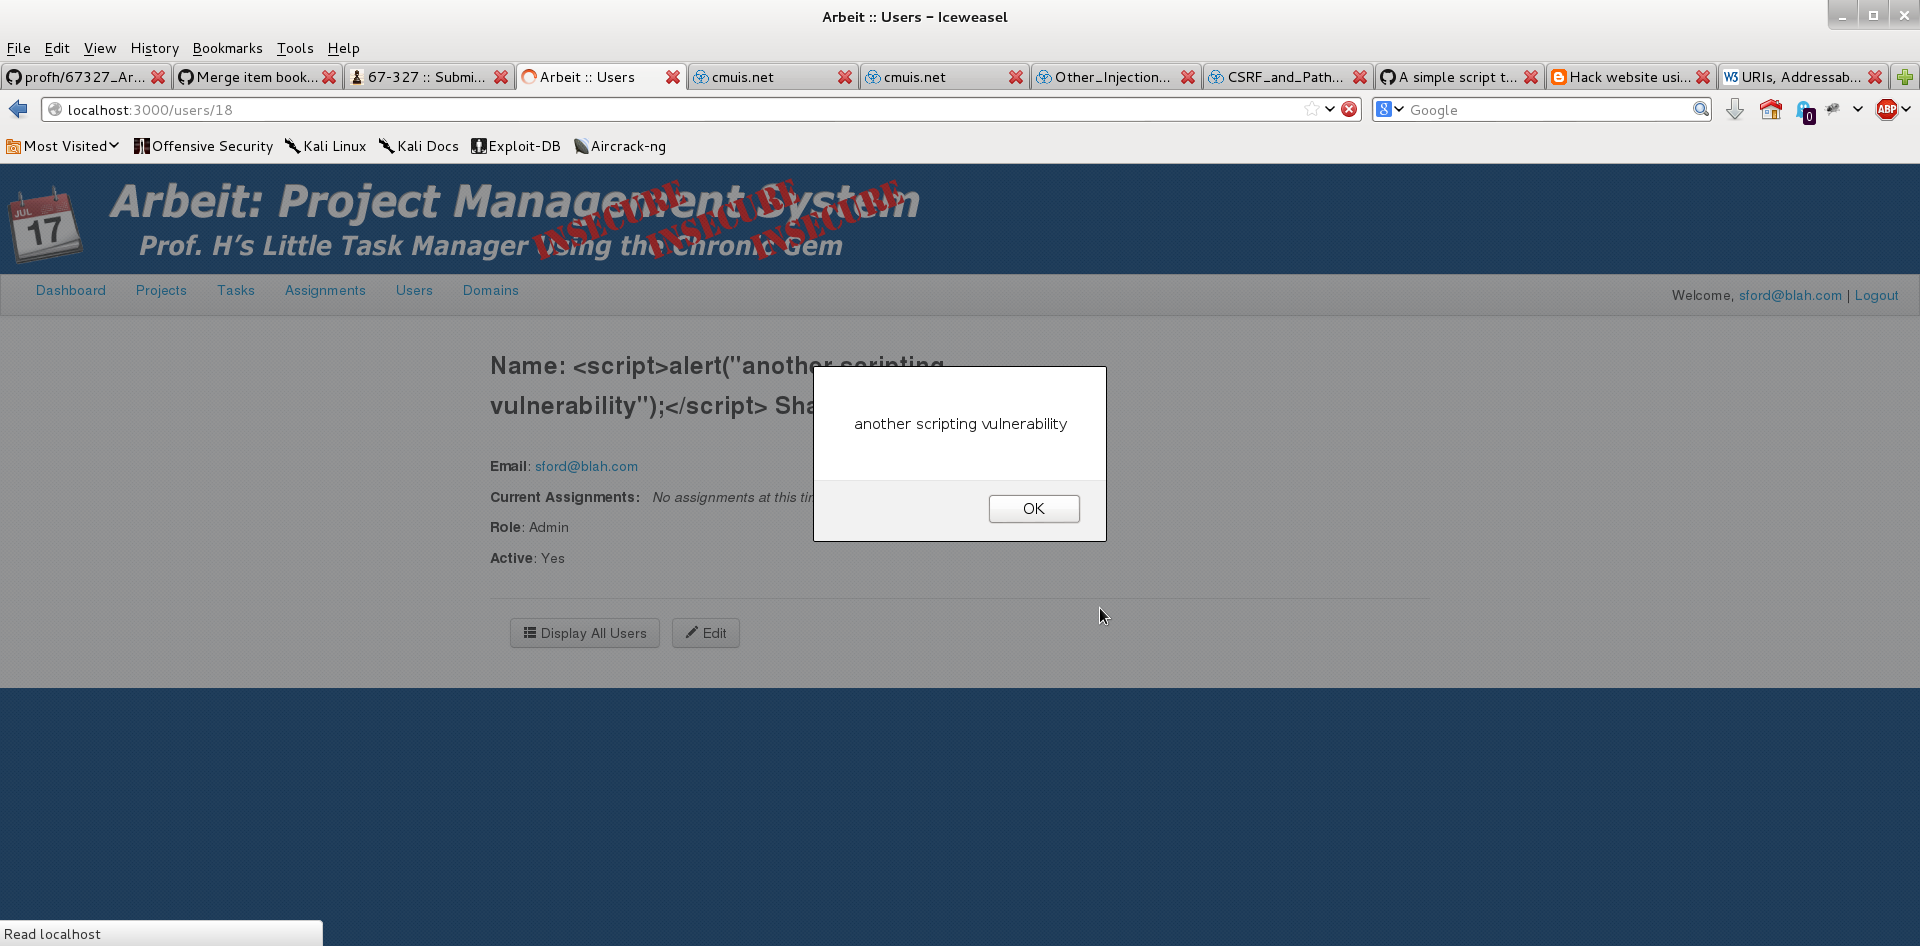 Arbeit :: Users - Iceweasel
File Edit View History Bookmarks Tools Help
profh/67327_Ar... Merge item book... 67-327 :: Submi... Arbeit :: Users cmuis.net cmuis.net Other_Injection... CSRF_and_Path... A simple script t... Hack website usi... W3 URIs, Addressab...
localhost:3000/users/18 8 Google 0 ABP
Most Visited Offensive Security Kali Linux Kali Docs Exploit-DB Aircrack-ng
JUL 17
Arbeit: Project Management System
INSECURE INSECURE INSECURE
Prof. H's Little Task Manager Using the Chronic Gem
Dashboard Projects Tasks Assignments Users Domains Welcome, sford@blah.com | Logout
Name: <script>alert("another scripting
vulnerability");</script> Sha
another scripting vulnerability
OK
Email: sford@blah.com
Current Assignments: No assignments at this tim
Role: Admin
Active: Yes
Display All Users Edit
Read localhost